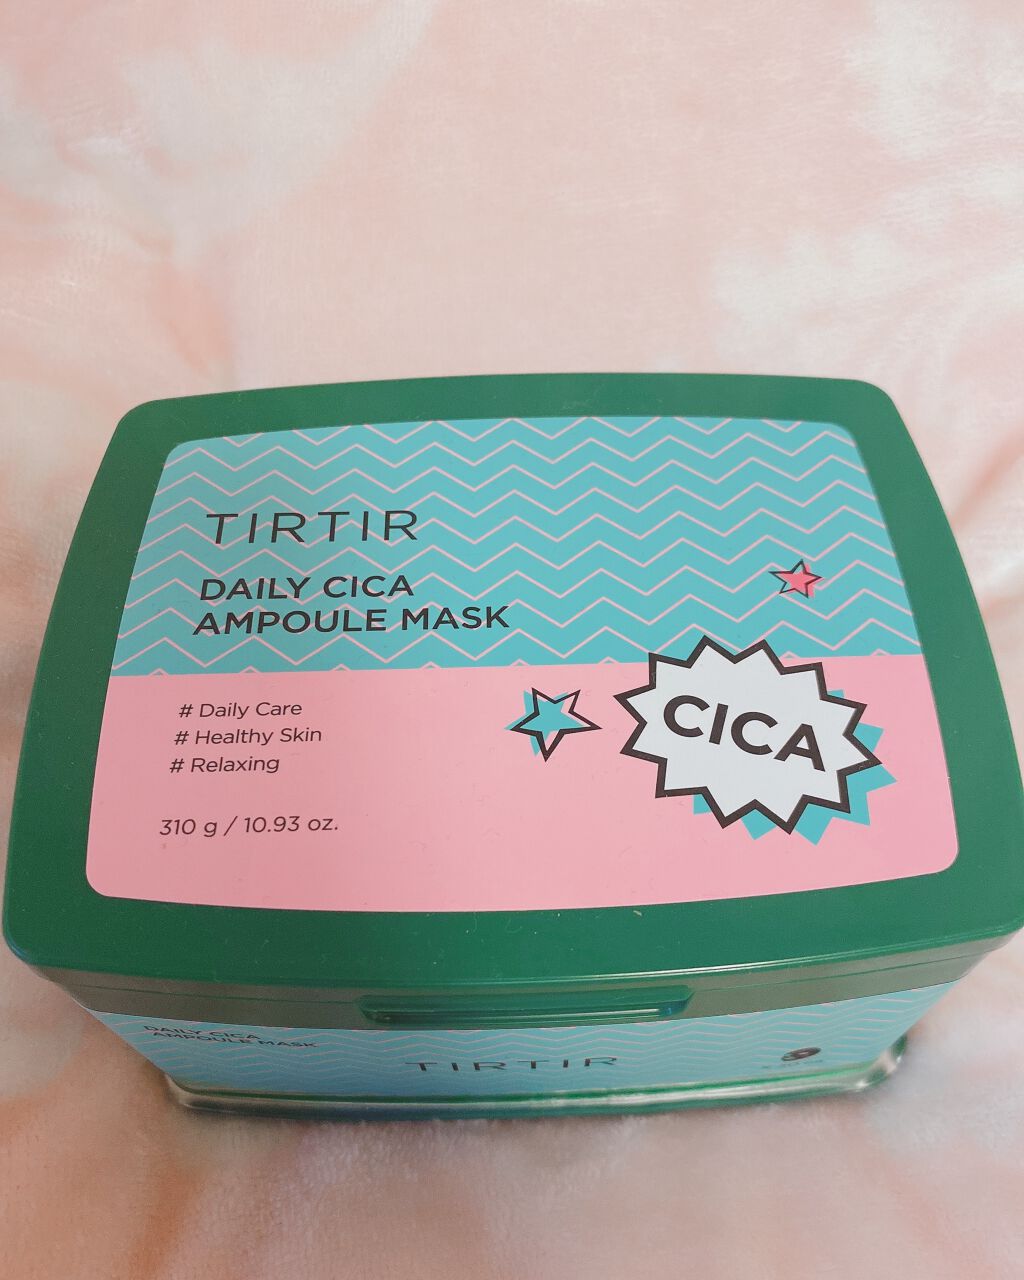 TIRTIR
DAILY CICA
AMPOULE MASK
# Daily Care
# Healthy Skin
# Relaxing
310 g / 10.93 oz.
CICA
DAILY CICA
AMPOULE MASK
TIRTIR